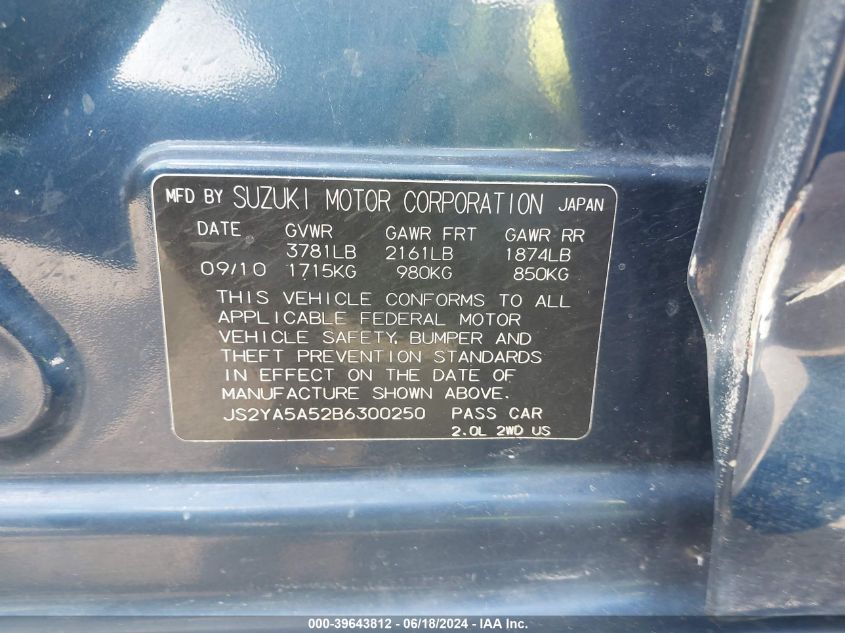 MFD BY SUZUKI MOTOR CORPORATION JAPAN
DATE GVWR GAWR FRT GAWR RR
3781LB 2161LB 1874LB
09/10 1715KG 980KG 850KG
THIS VEHICLE CONFORMS TO ALL
APPLICABLE FEDERAL MOTOR
VEHICLE SAFETY, BUMPER AND
THEFT PREVENTION STANDARDS
IN EFFECT ON THE DATE OF
MANUFACTURE SHOWN ABOVE.
JS2YA5A52B6300250 PASS CAR
2.0L 2WD US
000-39643812 - 06/18/2024 - IAA Inc.